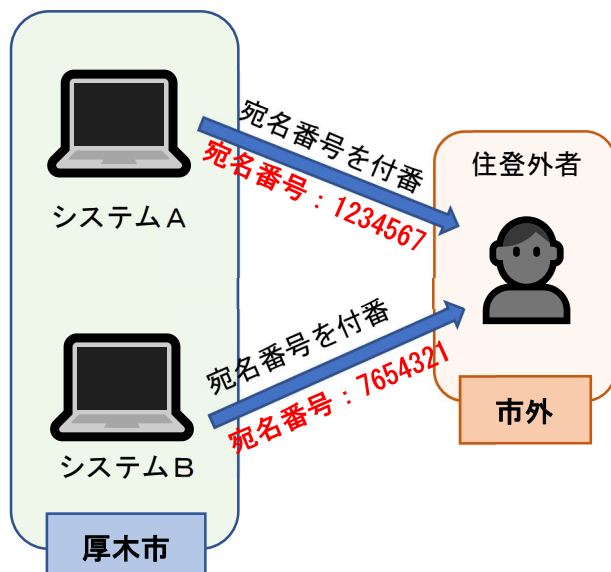 宛名番号を付番
宛名番号：1234567
住登外者
システムA
宛名番号を付番
宛名番号：7654321
市外
システムB
厚木市